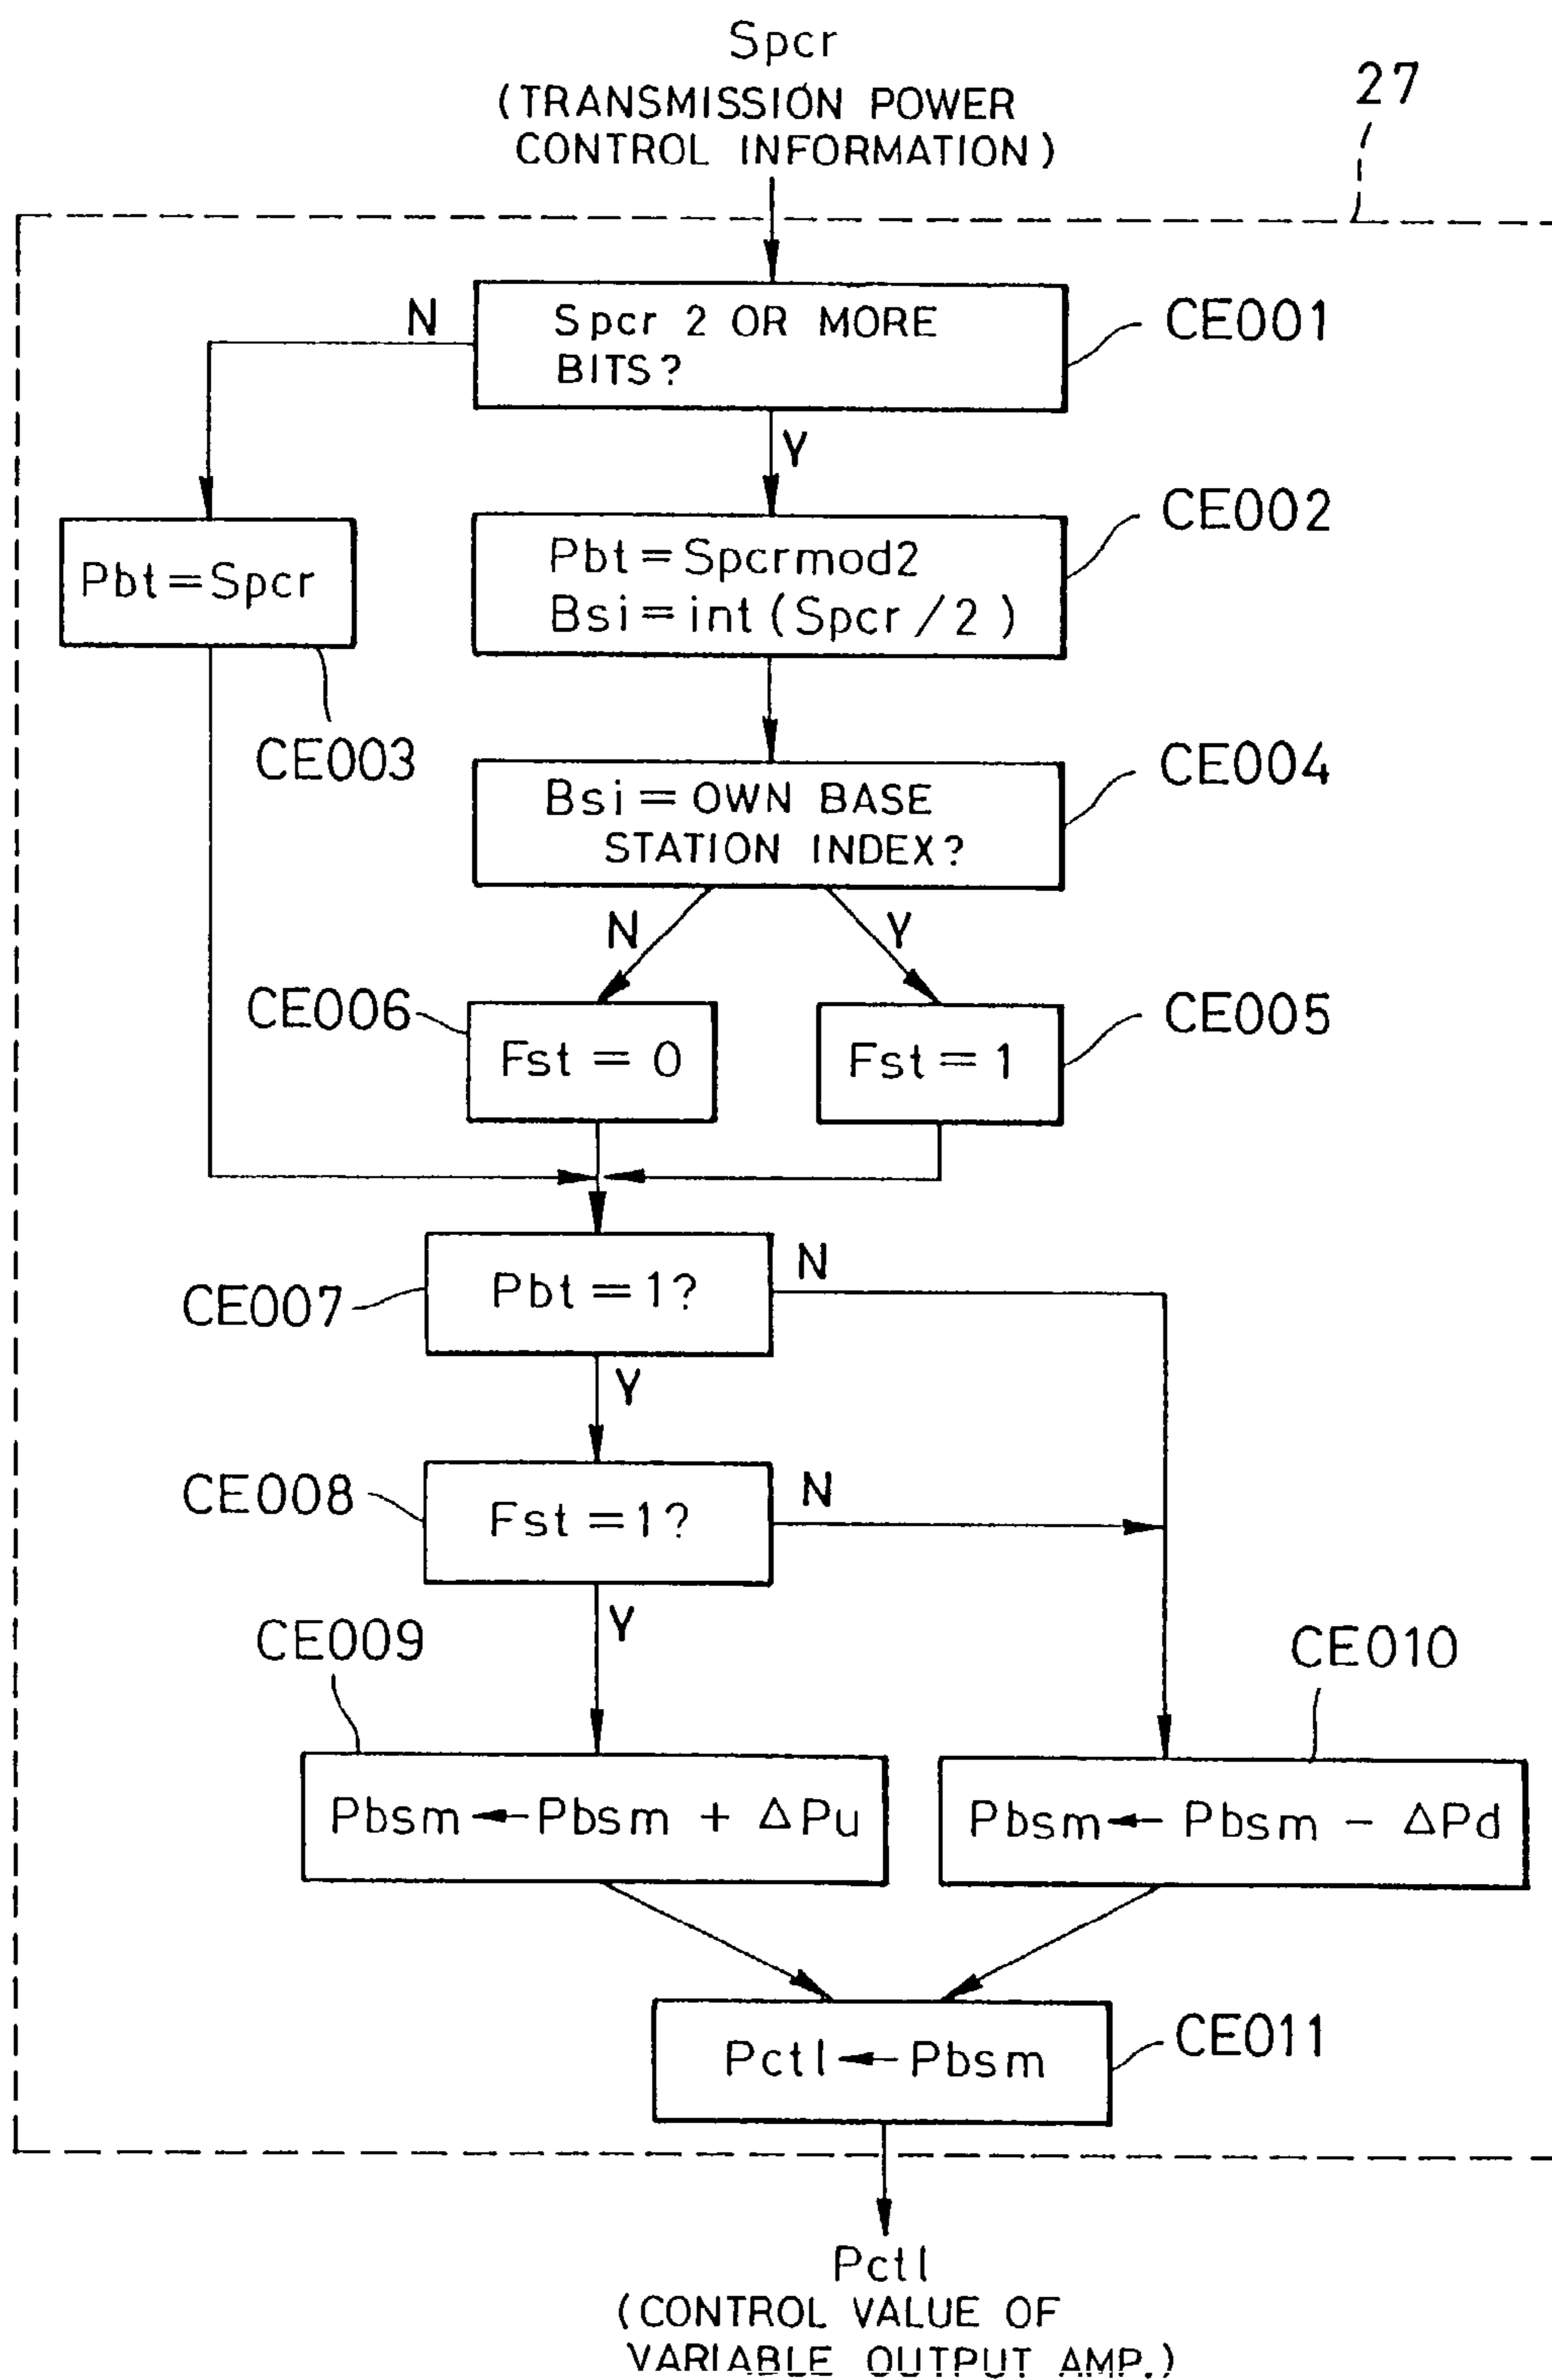 Spcr
(TRANSMISSION POWER
CONTROL INFORMATION)
27
N
Spcr 2 OR MORE
BITS?
CE001
Y
CE002
Pbt=Spcr
Pbt=Spcrmod2
Bsi=int(Spcr/2)
CE003
CE004
Bsi=OWN BASE
STATION INDEX?
N
Y
CE006
CE005
Fst = 0
Fst = 1
CE007
Pbt = 1?
N
Y
CE008
Fst = 1?
N
Y
CE009
CE010
Pbsm←Pbsm + ΔPu
Pbsm← Pbsm - ΔPd
Pctl←Pbsm
CE011
Pctl
(CONTROL VALUE OF
VARIABLE OUTPUT AMP.)